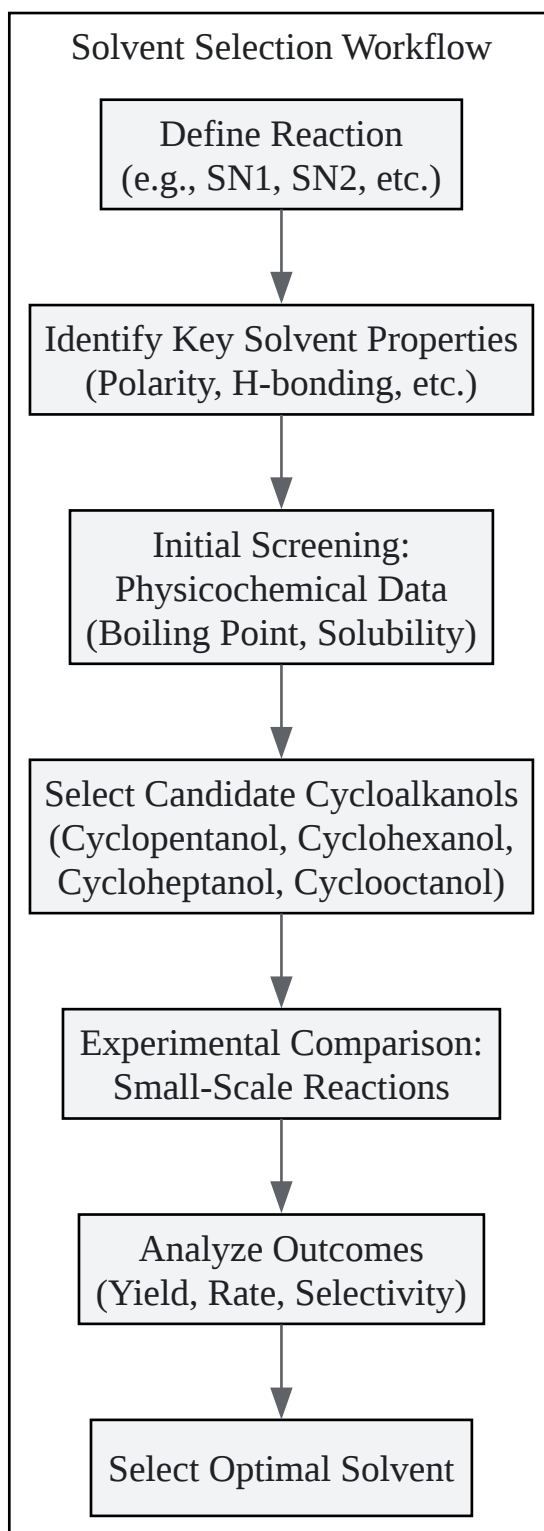 Solvent Selection Workflow
Define Reaction
(e.g., SN1, SN2, etc.)
Identify Key Solvent Properties
(Polarity, H-bonding, etc.)
Initial Screening:
Physicochemical Data
(Boiling Point, Solubility)
Select Candidate Cycloalkanols
(Cyclopentanol, Cyclohexanol,
Cycloheptanol, Cyclooctanol)
Experimental Comparison:
Small-Scale Reactions
Analyze Outcomes
(Yield, Rate, Selectivity)
Select Optimal Solvent